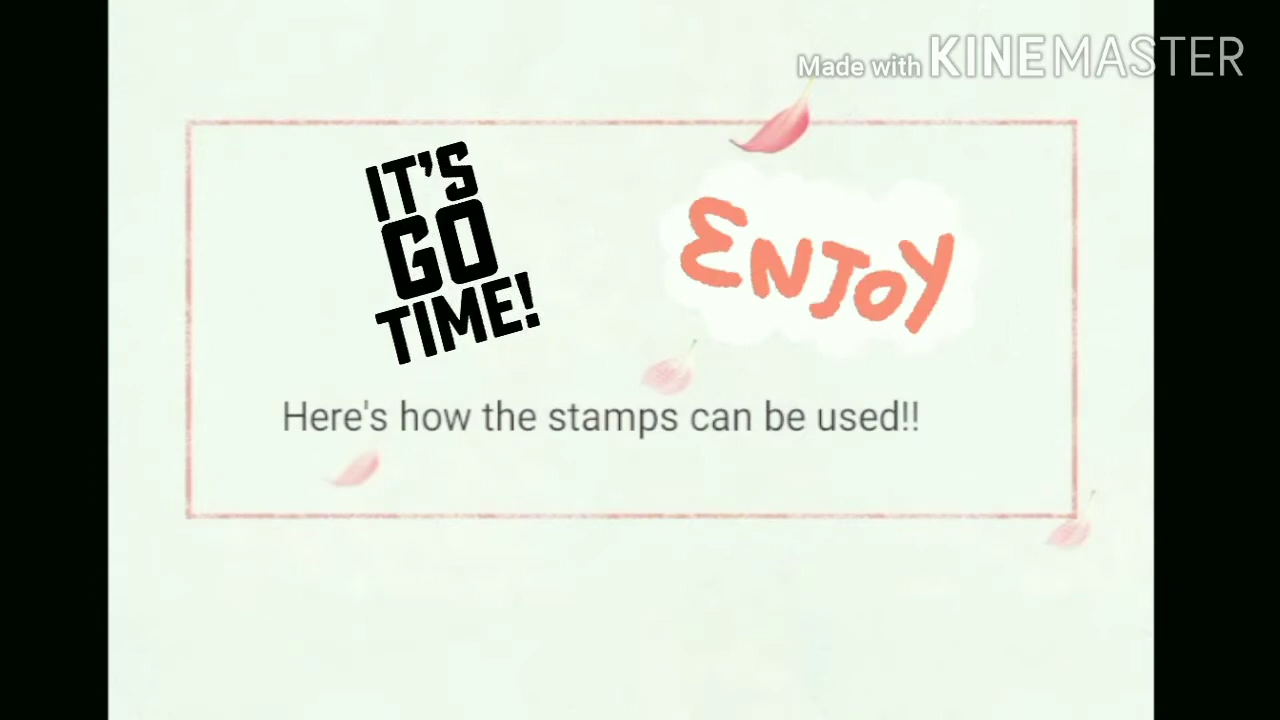 Made with KINEMASTER
IT'S
GO
TIME!
ENJOY
Here's how the stamps can be used!!